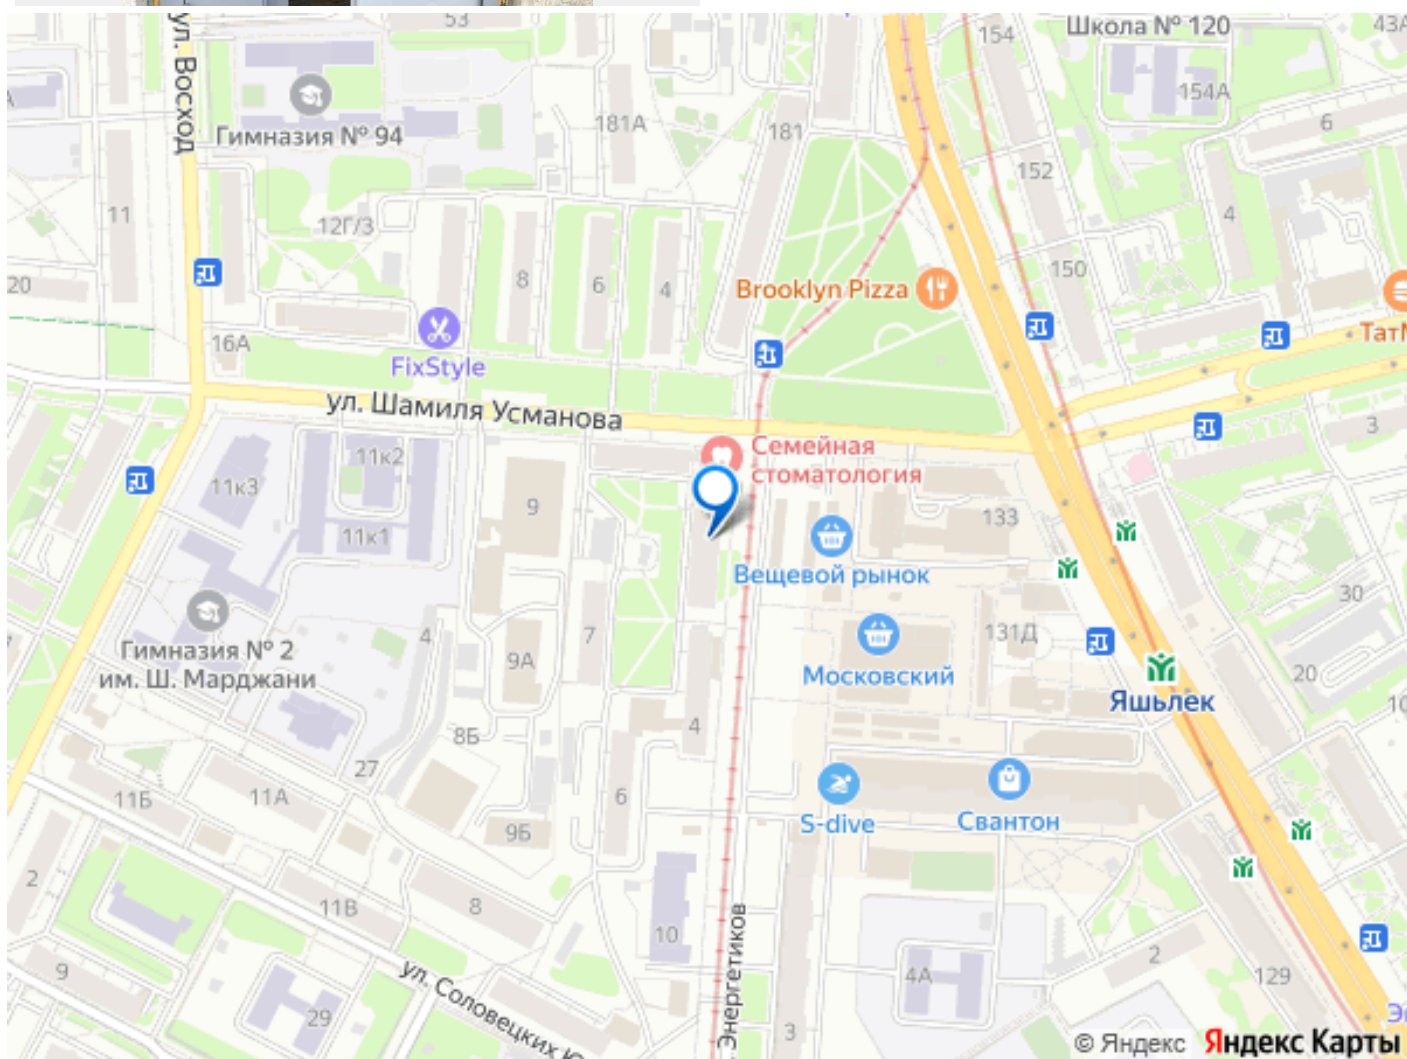 53
154
Школа № 120
43А
ул. Восход
154А
Гимназия № 94
181А
181
6
152
11
12Г/3
4
20
8
6
4
150
Brooklyn Pizza
16А
FixStyle
ул. Шамиля Усманова
3
11к2
Семейная
стоматология
11к3
9
133
11к1
Вещевой рынок
30
4
7
131Д
Гимназия № 2
им. Ш. Марджани
9А
Московский
20
Яшьлек
8Б
4
27
11Б
11А
6
9Б
S-dive
Свантон
2
11В
8
10
Энергетиков
9
ул. Соловецких Ю
4А
2
129
29
3
© Яндекс Яндекс Карты